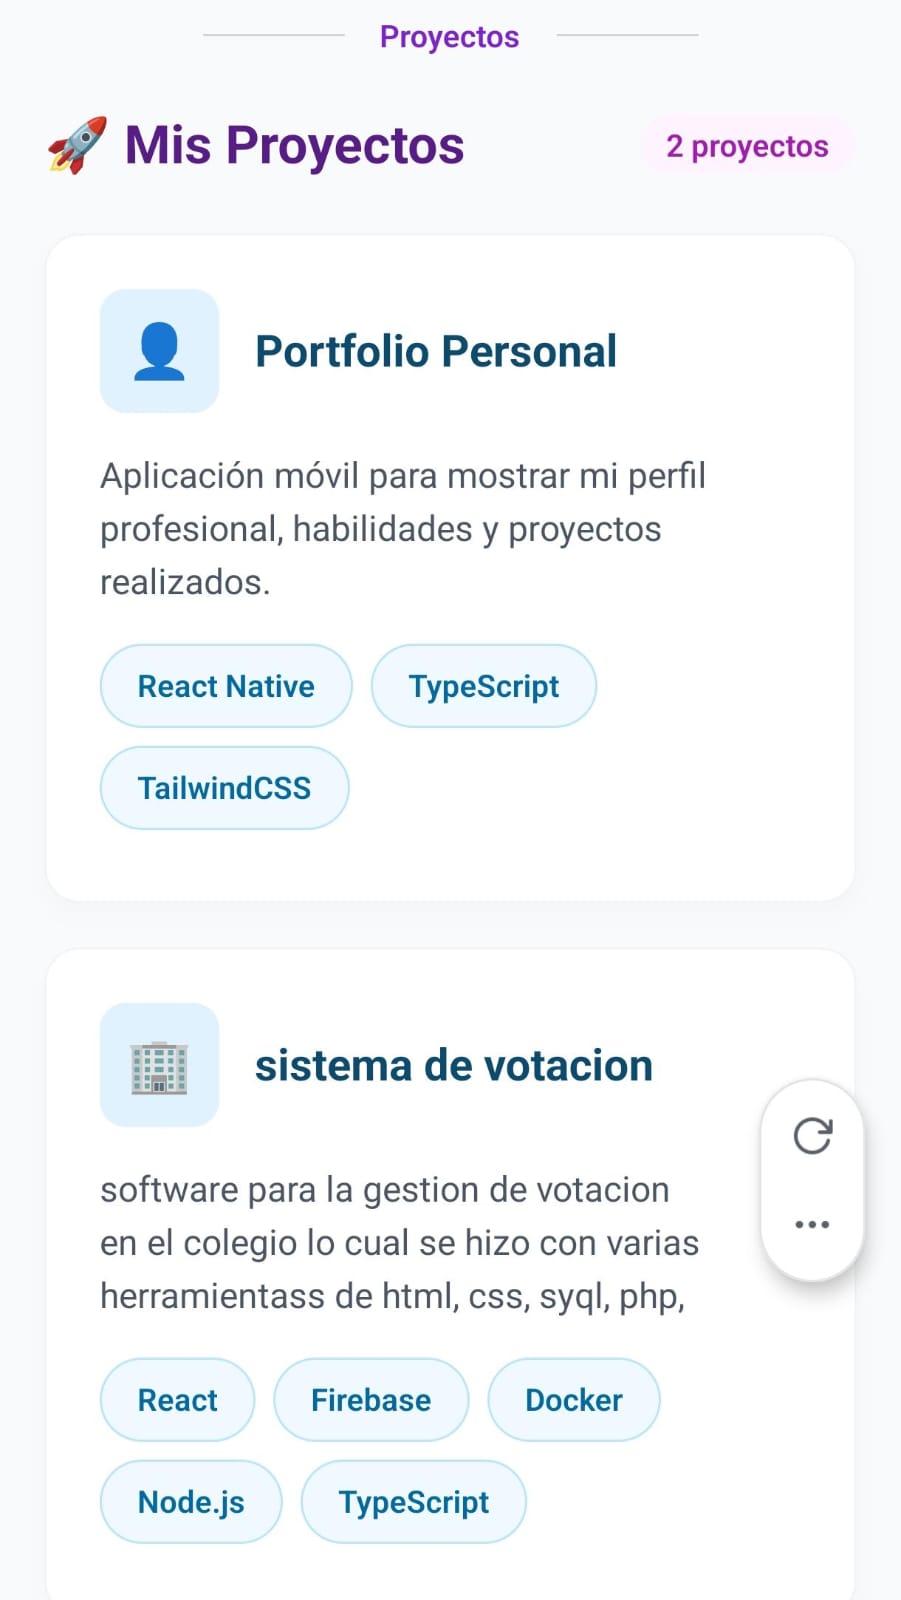 Proyectos
🚀 Mis Proyectos
2 proyectos
Portfolio Personal
Aplicación móvil para mostrar mi perfil
profesional, habilidades y proyectos
realizados.
React Native
TypeScript
TailwindCSS
sistema de votacion
software para la gestion de votacion
en el colegio lo cual se hizo con varias
herramientass de html, css, syql, php,
React
Firebase
Docker
Node.js
TypeScript